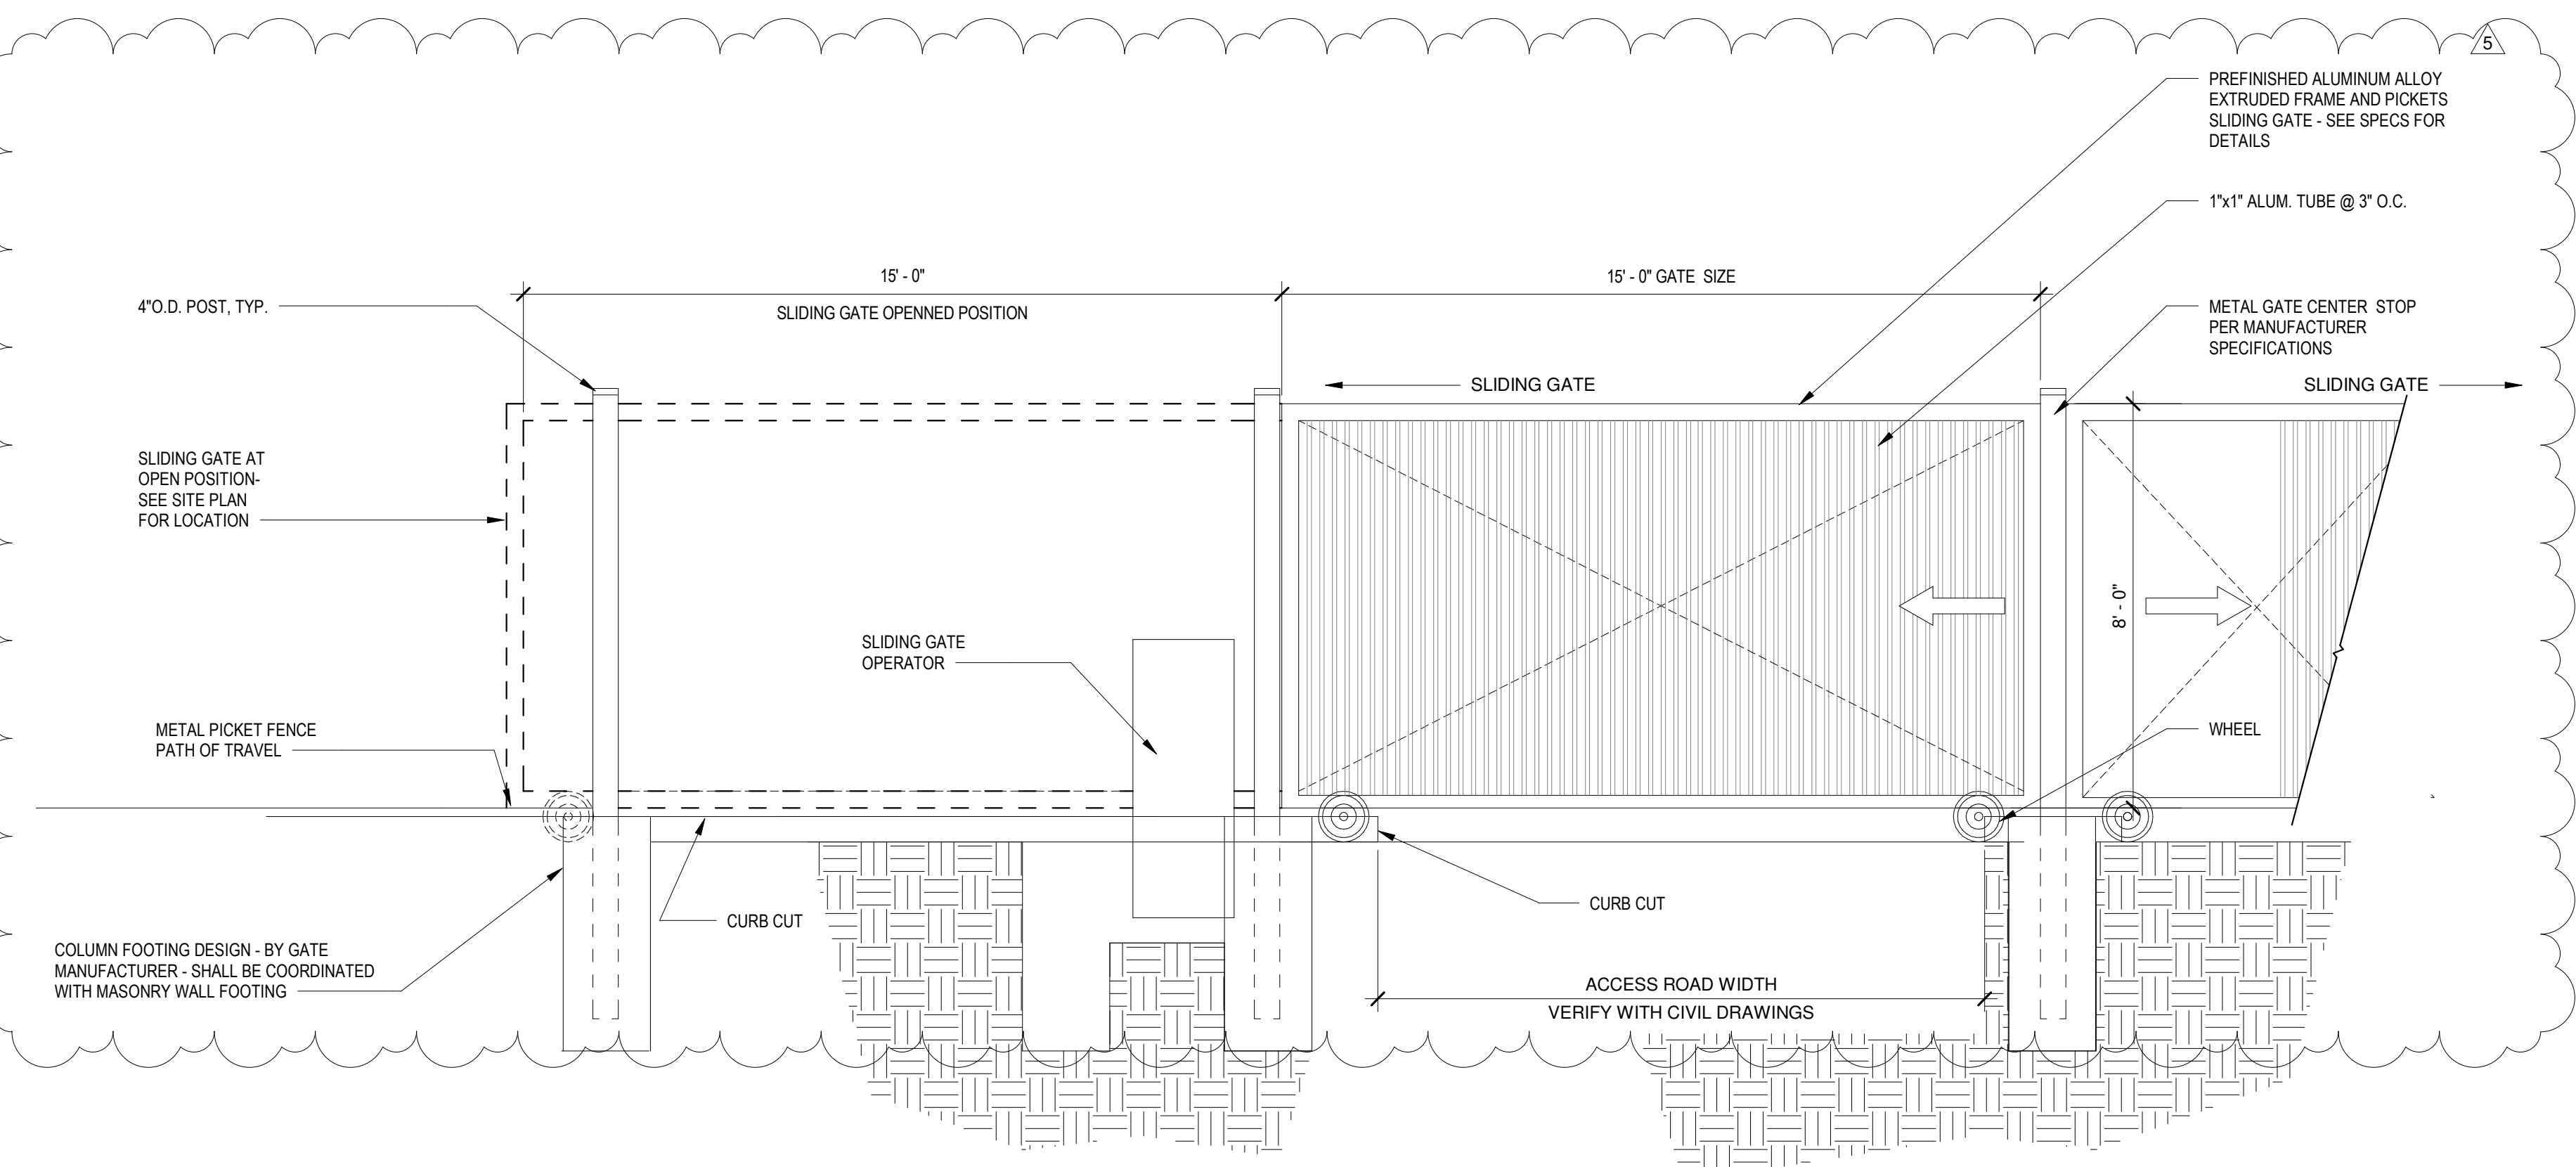 5
PREFINISHED ALUMINUM ALLOY
EXTRUDED FRAME AND PICKETS
SLIDING GATE - SEE SPECS FOR
DETAILS
1"x1" ALUM. TUBE @ 3" O.C.
15' - 0"
SLIDING GATE OPENNED POSITION
15' - 0" GATE SIZE
4"O.D. POST, TYP.
METAL GATE CENTER STOP
PER MANUFACTURER
SPECIFICATIONS
SLIDING GATE
SLIDING GATE
SLIDING GATE AT
OPEN POSITION-
SEE SITE PLAN
FOR LOCATION
8' - 0"
SLIDING GATE
OPERATOR
METAL PICKET FENCE
PATH OF TRAVEL
WHEEL
CURB CUT
CURB CUT
COLUMN FOOTING DESIGN - BY GATE
MANUFACTURER - SHALL BE COORDINATED
WITH MASONRY WALL FOOTING
ACCESS ROAD WIDTH
VERIFY WITH CIVIL DRAWINGS